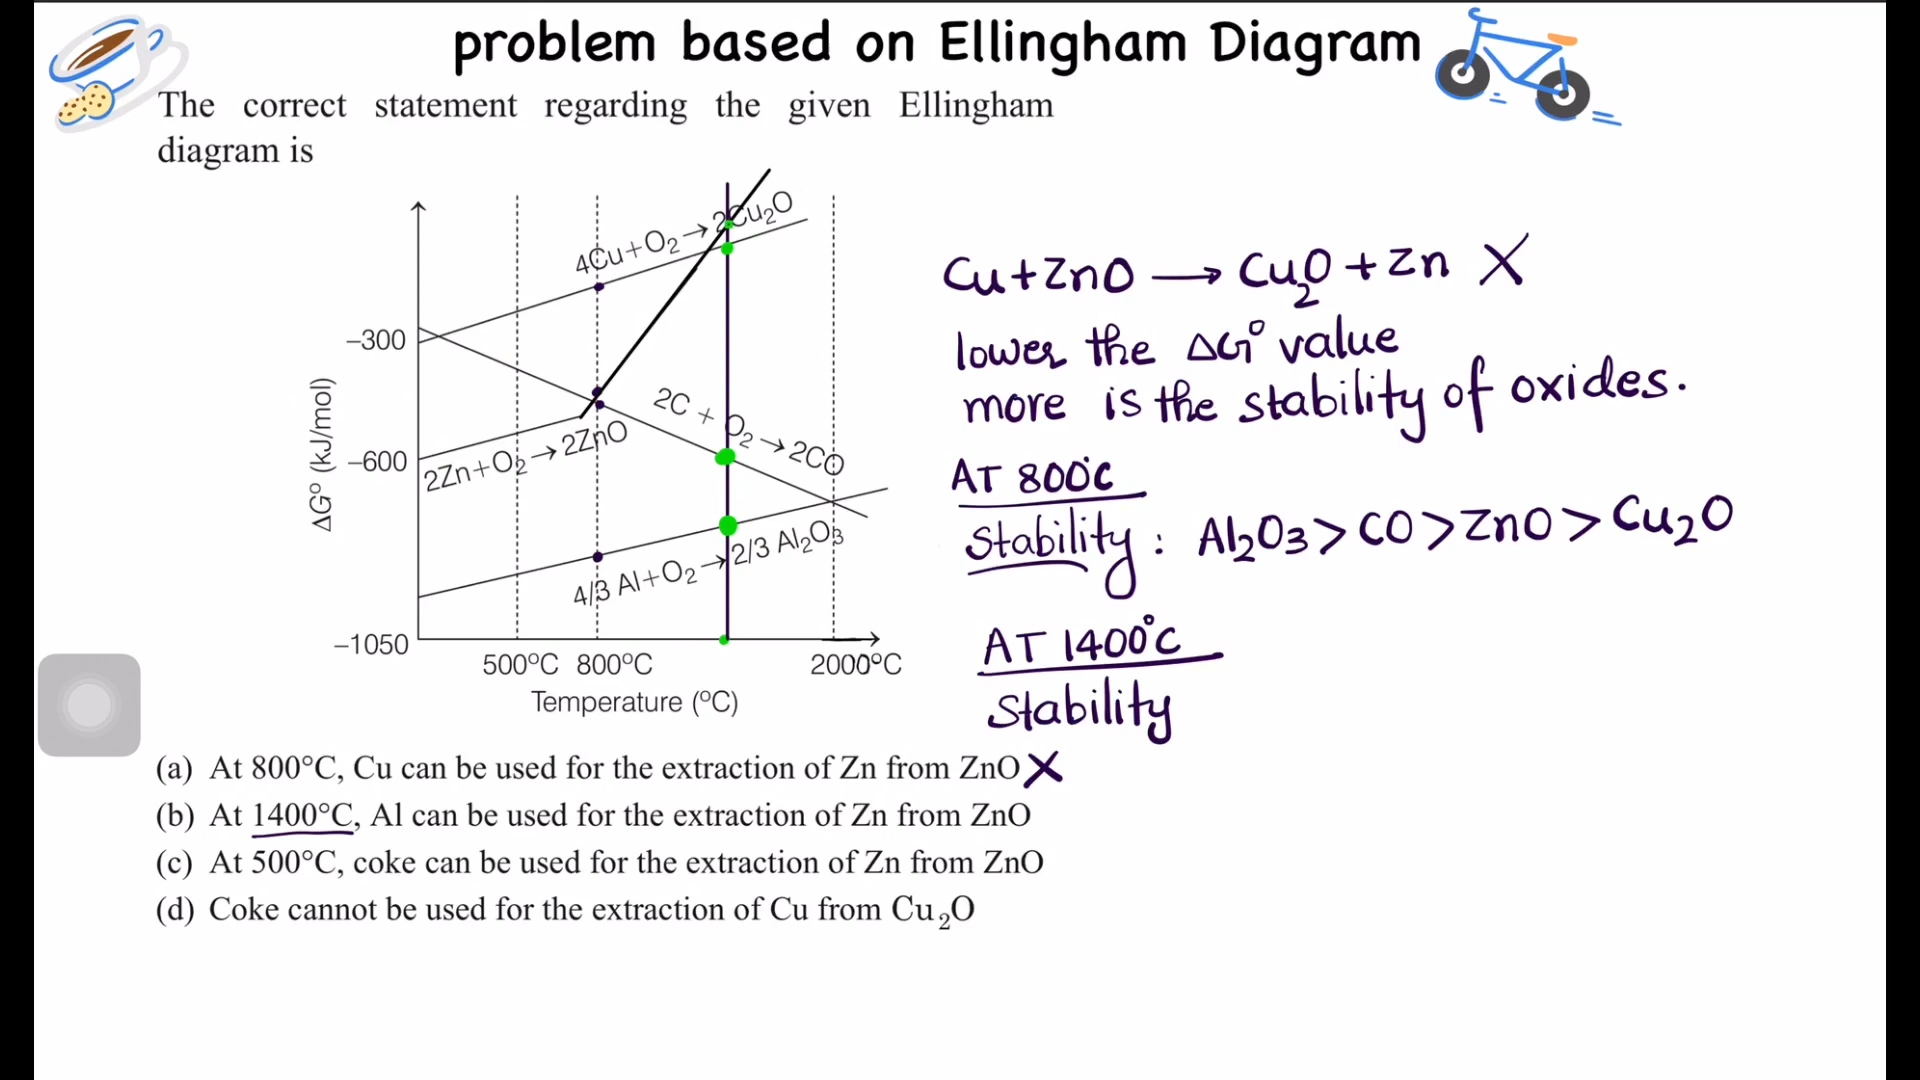 problem based on Ellingham Diagram
The correct statement regarding the given Ellingham
diagram is
4Cu+O₂→2Cu₂O
−300
2C + O₂→2CO
−600
2Zn+O₂→2ZnO
4/3 Al+O₂→2/3 Al₂O₃
−1050
ΔG° (kJ/mol)
500°C 800°C 2000°C
Temperature (°C)
Cu+ZnO → Cu₂O + Zn X
lower the ΔG° value
more is the stability of oxides.
AT 800°C
Stability : Al₂O₃ > CO > ZnO > Cu₂O
AT 1400°C
Stability
(a) At 800°C, Cu can be used for the extraction of Zn from ZnO X
(b) At 1400°C, Al can be used for the extraction of Zn from ZnO
(c) At 500°C, coke can be used for the extraction of Zn from ZnO
(d) Coke cannot be used for the extraction of Cu from Cu₂O